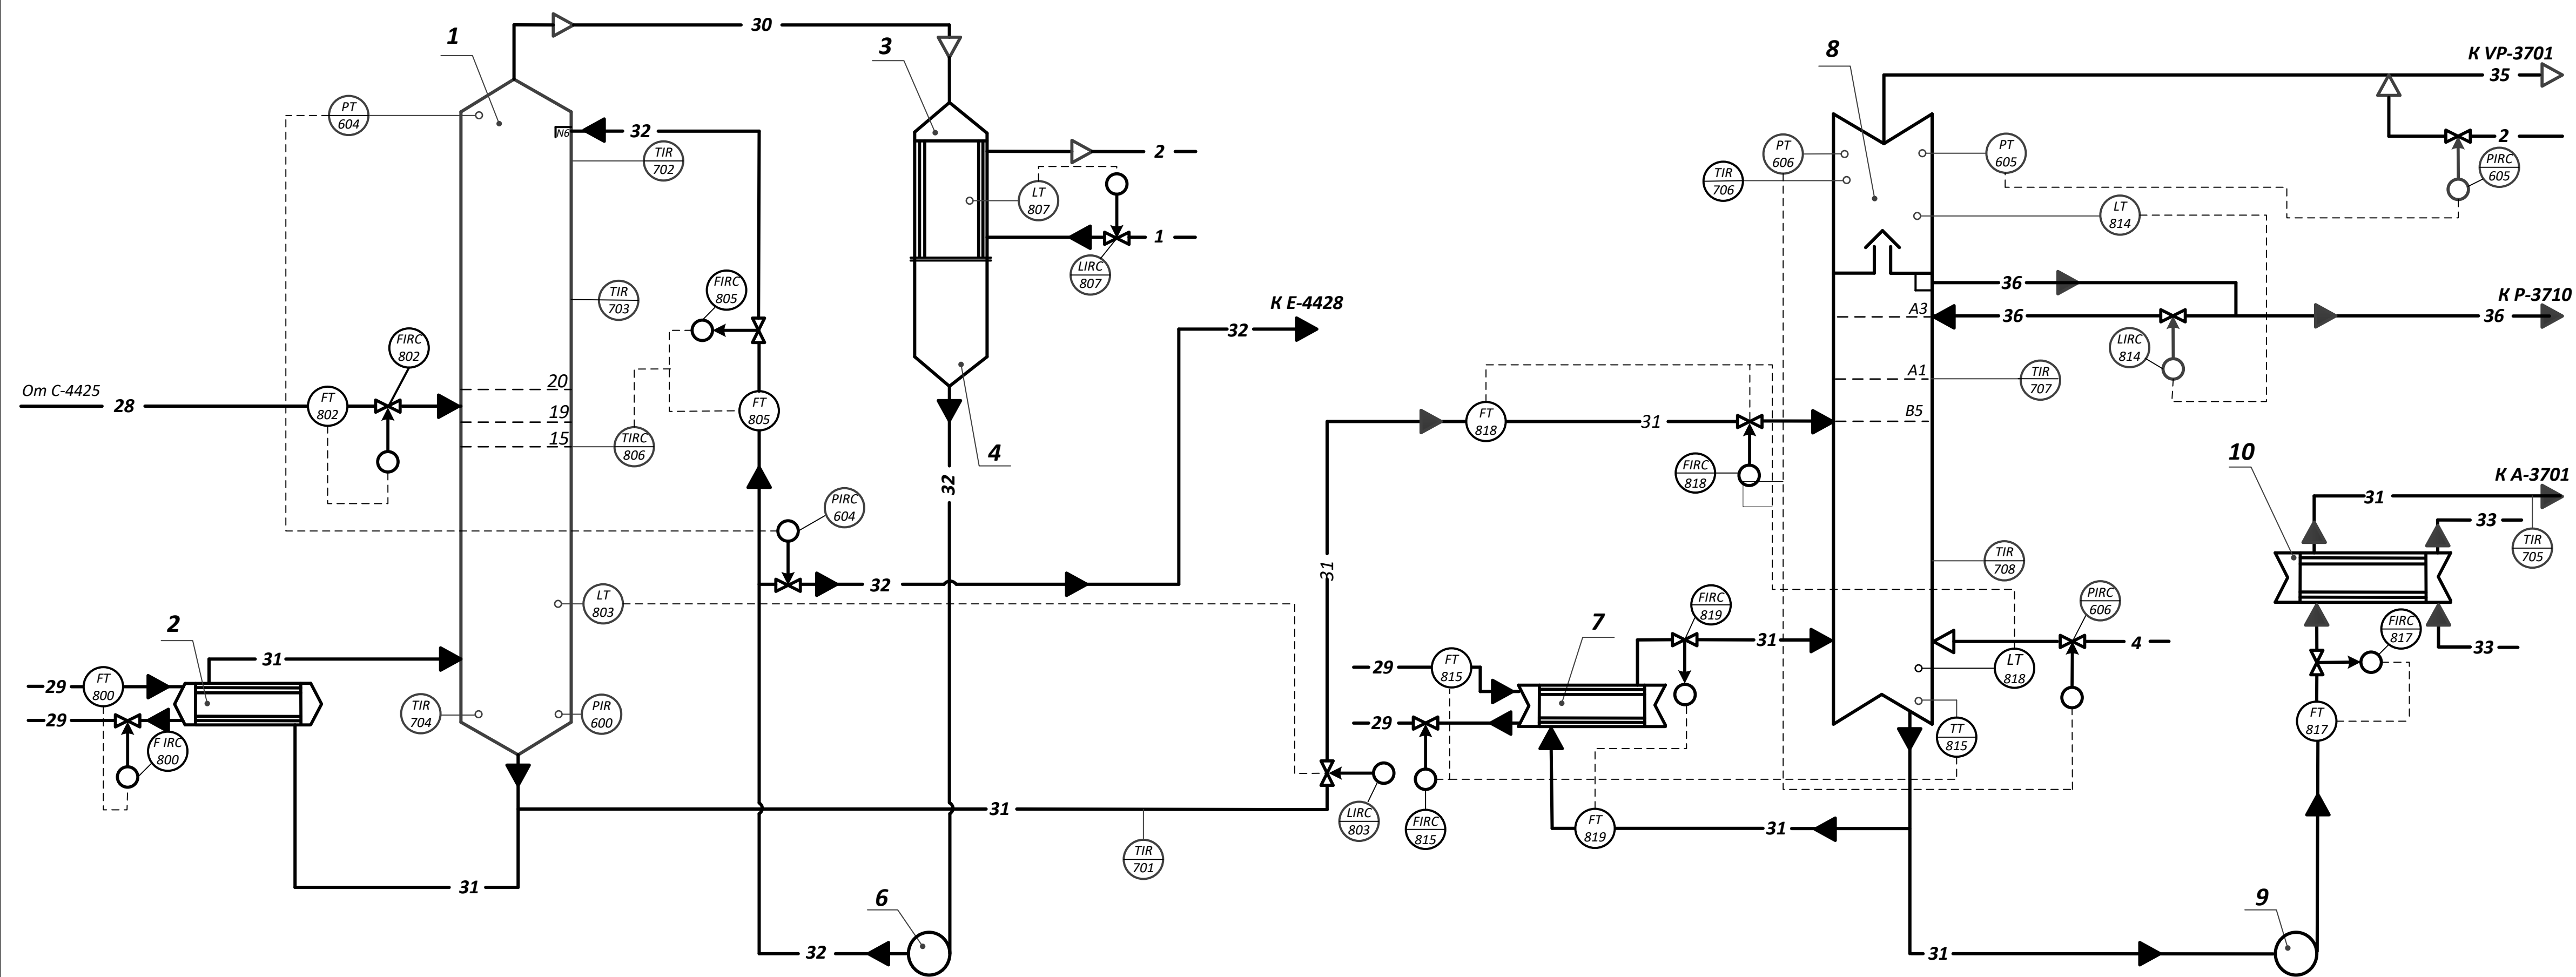 1
30
3
8
К VP-3701
35
PT
604
N6
32
TIR
702
2
LT
807
1
LIRC
807
PT
606
TIR
706
PT
605
2
PIRC
605
LT
814
TIR
703
FIRC
805
К Е-4428
32
36
К Р-3710
А3
36
36
LIRC
814
FIRC
802
От С-4425
28
FT
802
20
19
15
TIRC
806
FT
805
А1
TIR
707
В5
FT
818
31
FIRC
818
4
32
10
К А-3701
31
33
TIR
705
PIRC
604
32
31
TIR
708
LT
803
2
31
29
FT
800
29
F IRC
800
TIR
704
PIR
600
7
FIRC
819
31
29
FT
815
29
PIRC
606
4
LT
818
FIRC
817
33
FT
817
TT
815
31
TIR
701
LIRC
803
FIRC
815
FT
819
31
31
6
32
9
31